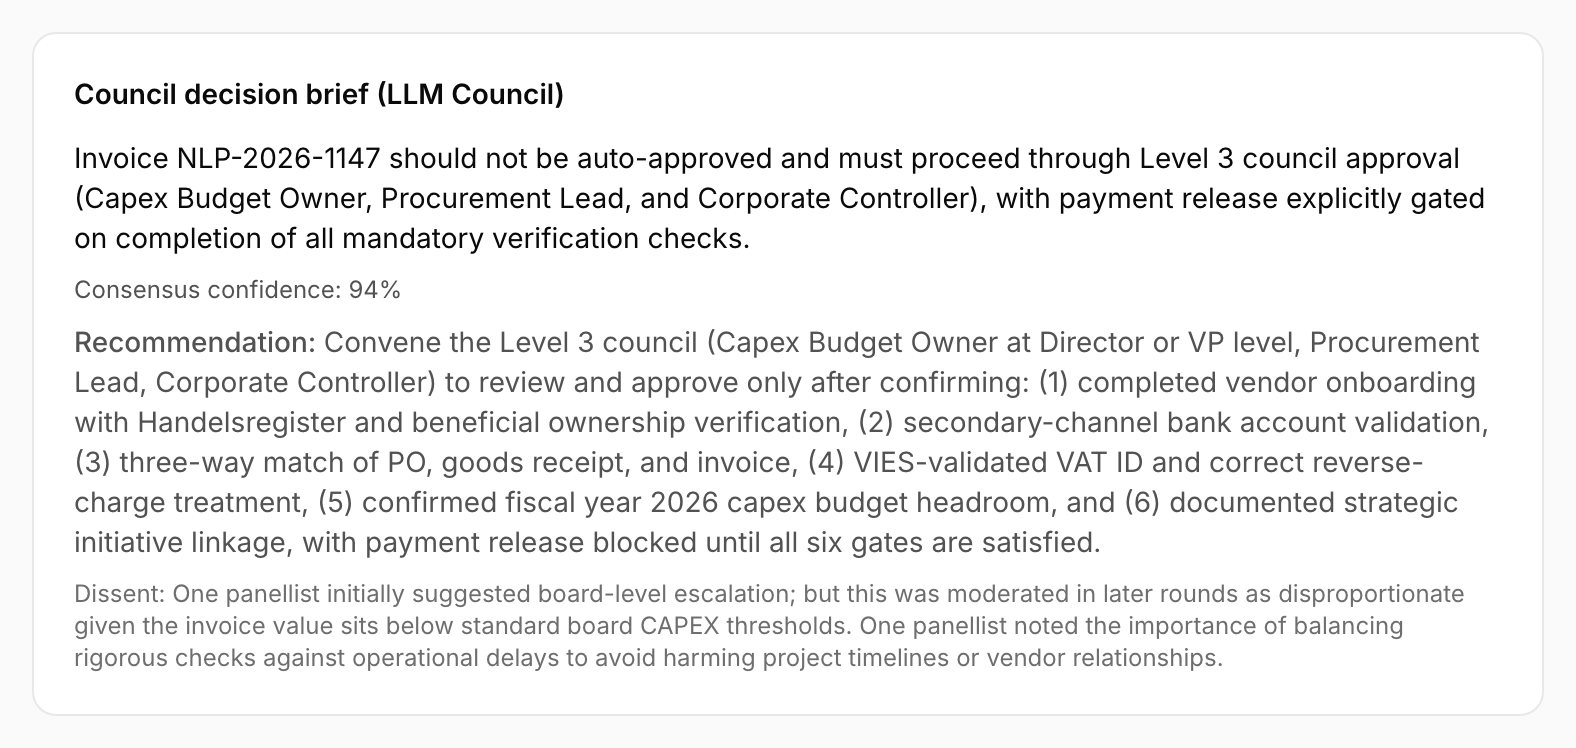 Council decision brief (LLM Council)
Invoice NLP-2026-1147 should not be auto-approved and must proceed through Level 3 council approval
(Capex Budget Owner, Procurement Lead, and Corporate Controller), with payment release explicitly gated
on completion of all mandatory verification checks.
Consensus confidence: 94%
Recommendation: Convene the Level 3 council (Capex Budget Owner at Director or VP level, Procurement
Lead, Corporate Controller) to review and approve only after confirming: (1) completed vendor onboarding
with Handelsregister and beneficial ownership verification, (2) secondary-channel bank account validation,
(3) three-way match of PO, goods receipt, and invoice, (4) VIES-validated VAT ID and correct reverse-
charge treatment, (5) confirmed fiscal year 2026 capex budget headroom, and (6) documented strategic
initiative linkage, with payment release blocked until all six gates are satisfied.
Dissent: One panellist initially suggested board-level escalation; but this was moderated in later rounds as disproportionate
given the invoice value sits below standard board CAPEX thresholds. One panellist noted the importance of balancing
rigorous checks against operational delays to avoid harming project timelines or vendor relationships.